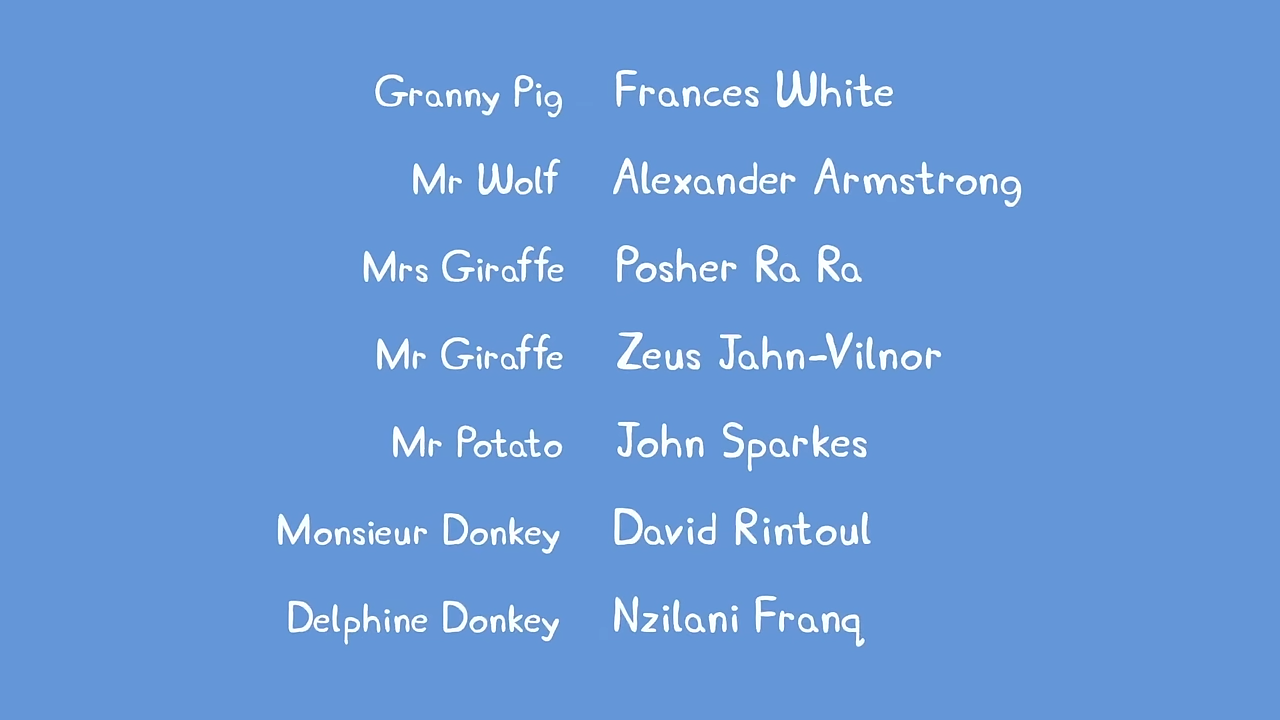 Granny Pig Frances White
Mr Wolf Alexander Armstrong
Mrs Giraffe Posher Ra Ra
Mr Giraffe Zeus Jahn-Vilnor
Mr Potato John Sparkes
Monsieur Donkey David Rintoul
Delphine Donkey Nzilani Franq